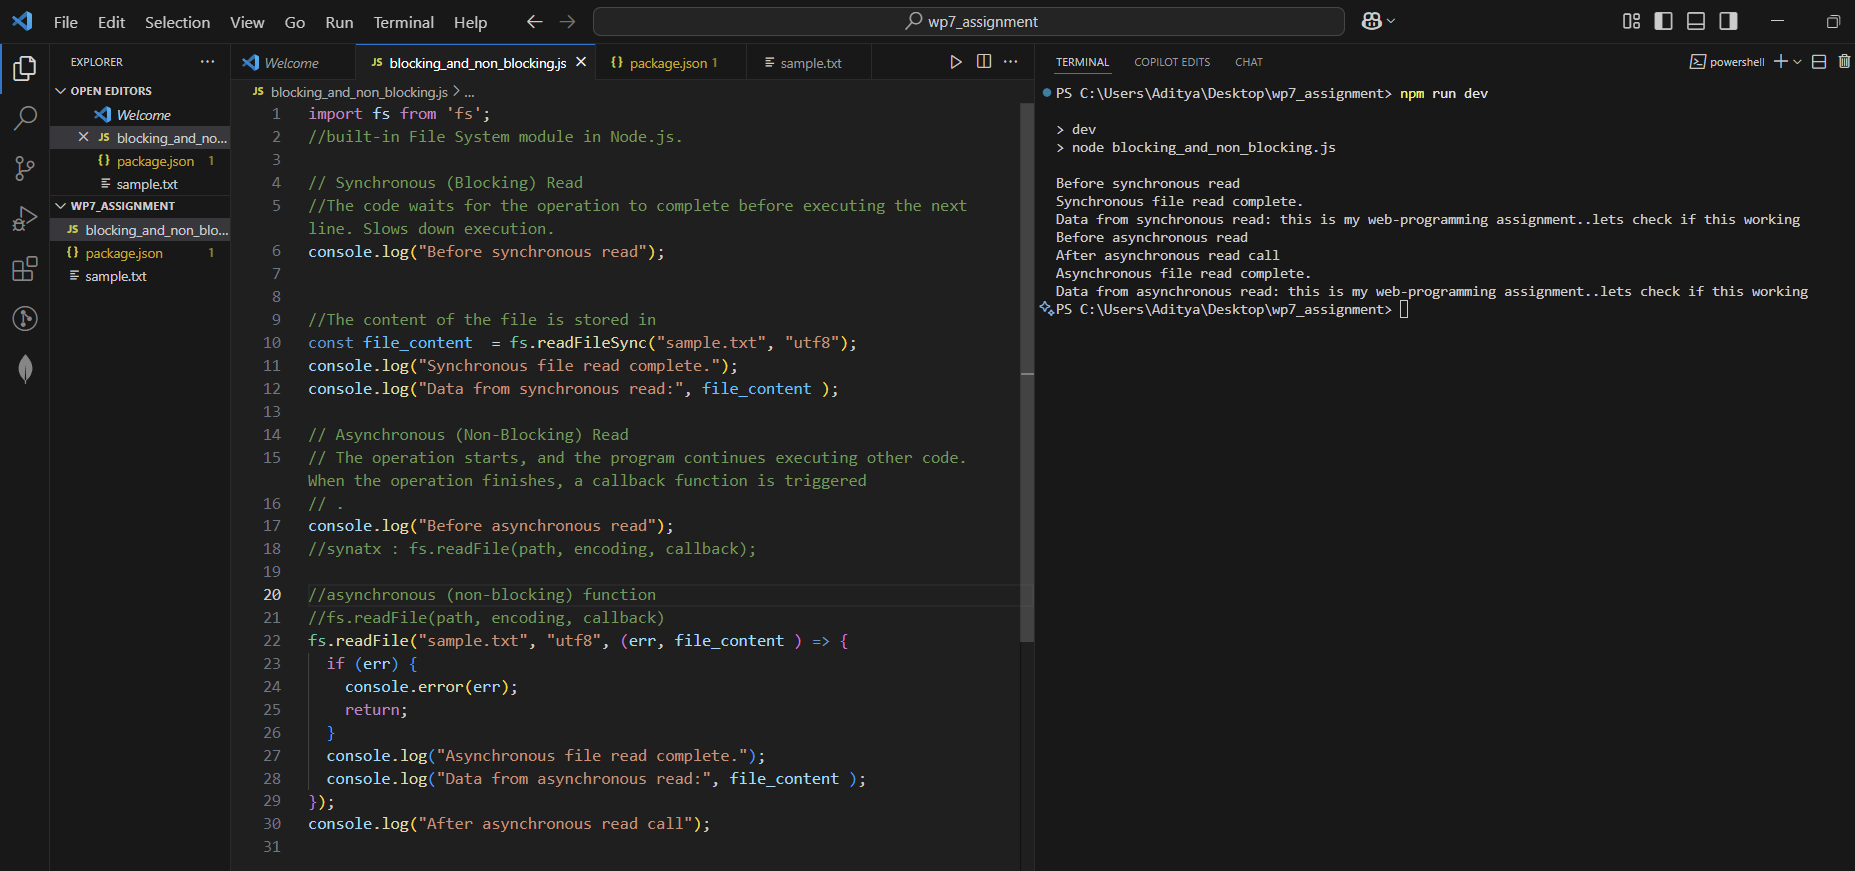 File Edit Selection View Go Run Terminal Help
wp7_assignment
EXPLORER
OPEN EDITORS
Welcome
JS blocking_and_no...
{} package.json 1
sample.txt
WP7_ASSIGNMENT
JS blocking_and_non_blo...
{} package.json 1
sample.txt
Welcome
JS blocking_and_non_blocking.js
{} package.json 1
sample.txt
JS blocking_and_non_blocking.js > ...
1 import fs from 'fs';
2 //built-in File System module in Node.js.
3
4 // Synchronous (Blocking) Read
5 //The code waits for the operation to complete before executing the next
line. Slows down execution.
6 console.log("Before synchronous read");
7
8
9 //The content of the file is stored in
10 const file_content  = fs.readFileSync("sample.txt", "utf8");
11 console.log("Synchronous file read complete.");
12 console.log("Data from synchronous read:", file_content );
13
14 // Asynchronous (Non-Blocking) Read
15 // The operation starts, and the program continues executing other code.
When the operation finishes, a callback function is triggered
16 // .
17 console.log("Before asynchronous read");
18 //synatx : fs.readFile(path, encoding, callback);
19
20 //asynchronous (non-blocking) function
21 //fs.readFile(path, encoding, callback)
22 fs.readFile("sample.txt", "utf8", (err, file_content ) => {
23   if (err) {
24     console.error(err);
25     return;
26   }
27   console.log("Asynchronous file read complete.");
28   console.log("Data from asynchronous read:", file_content );
29 });
30 console.log("After asynchronous read call");
31
TERMINAL COPILOT EDITS CHAT
powershell
PS C:\Users\Aditya\Desktop\wp7_assignment> npm run dev
> dev
> node blocking_and_non_blocking.js
Before synchronous read
Synchronous file read complete.
Data from synchronous read: this is my web-programming assignment..lets check if this working
Before asynchronous read
After asynchronous read call
Asynchronous file read complete.
Data from asynchronous read: this is my web-programming assignment..lets check if this working
PS C:\Users\Aditya\Desktop\wp7_assignment>